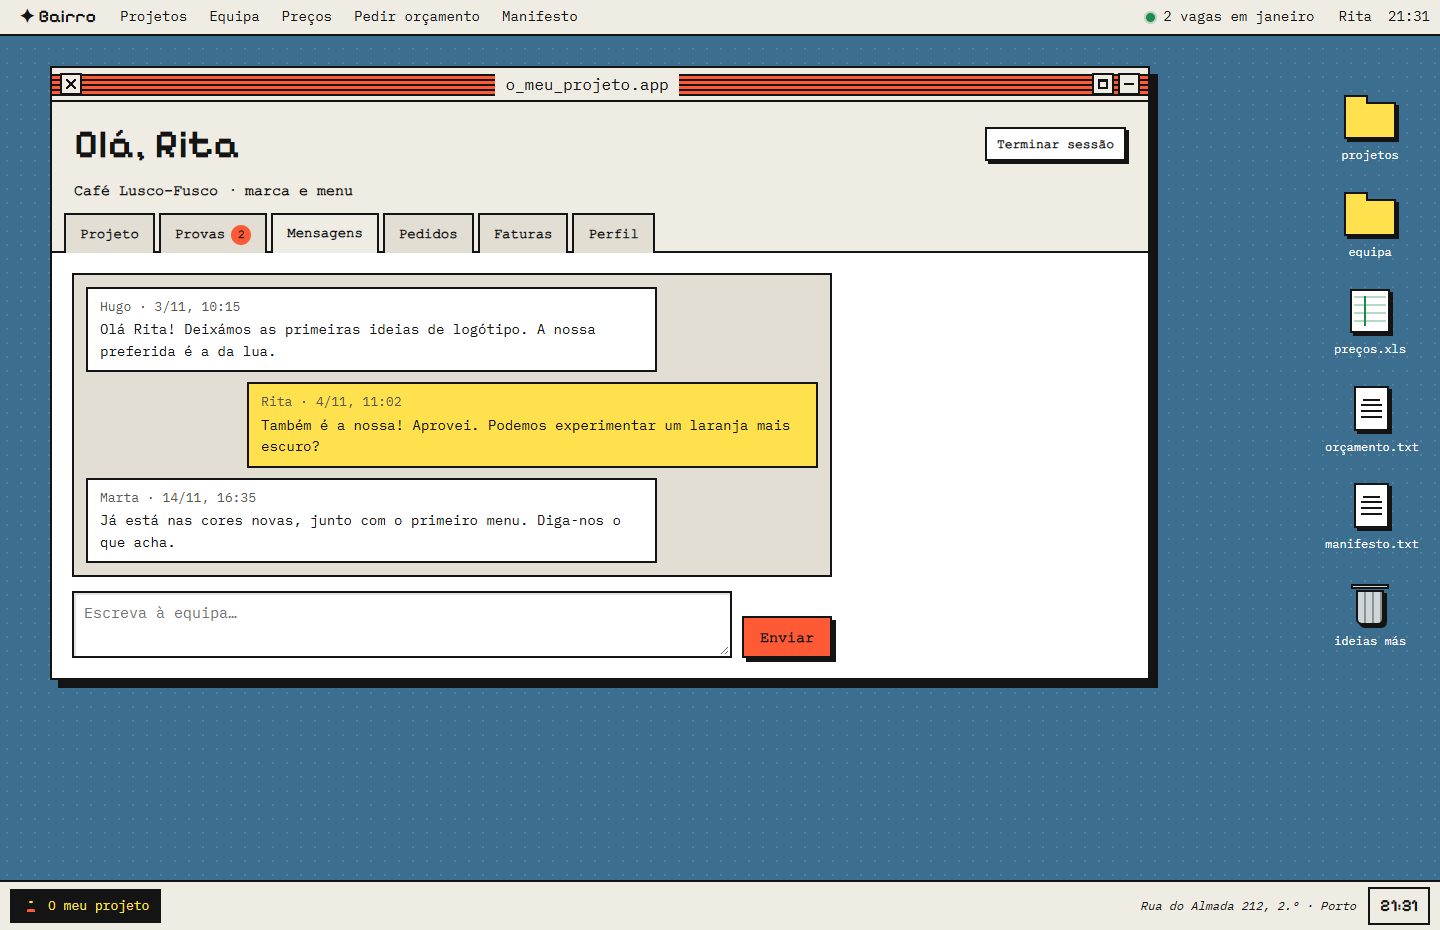 Bairro Projetos Equipa Preços Pedir orçamento Manifesto 2 vagas em janeiro Rita 21:31
o_meu_projeto.app
Olá, Rita
Terminar sessão
Café Lusco-Fusco · marca e menu
Projeto Provas 2 Mensagens Pedidos Faturas Perfil
Hugo · 3/11, 10:15
Olá Rita! Deixámos as primeiras ideias de logótipo. A nossa
preferida é a da lua.
Rita · 4/11, 11:02
Também é a nossa! Aprovei. Podemos experimentar um laranja mais
escuro?
Marta · 14/11, 16:35
Já está nas cores novas, junto com o primeiro menu. Diga-nos o
que acha.
Escreva à equipa…
Enviar
projetos
equipa
preços.xls
orçamento.txt
manifesto.txt
ideias más
O meu projeto
Rua do Almada 212, 2.º · Porto
21:31